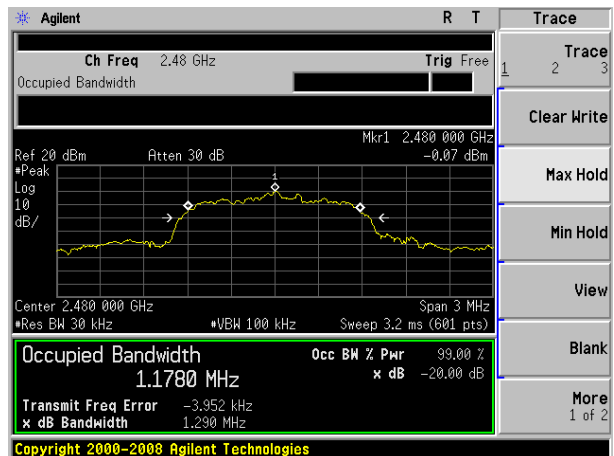 Agilent R T Trace
Ch Freq 2.48 GHz Trig Free
Occupied Bandwidth
Trace
1 2 3
Clear Write
Max Hold
Min Hold
View
Blank
More
1 of 2
Mkr1 2.480 000 GHz
Ref 20 dBm Atten 30 dB -0.07 dBm
#Peak
Log
10
dB/
1
Center 2.480 000 GHz Span 3 MHz
#Res BW 30 kHz #VBW 100 kHz Sweep 3.2 ms (601 pts)
Occupied Bandwidth Occ BW % Pwr 99.00 %
1.1780 MHz x dB -20.00 dB
Transmit Freq Error -3.952 kHz
x dB Bandwidth 1.290 MHz
Copyright 2000-2008 Agilent Technologies